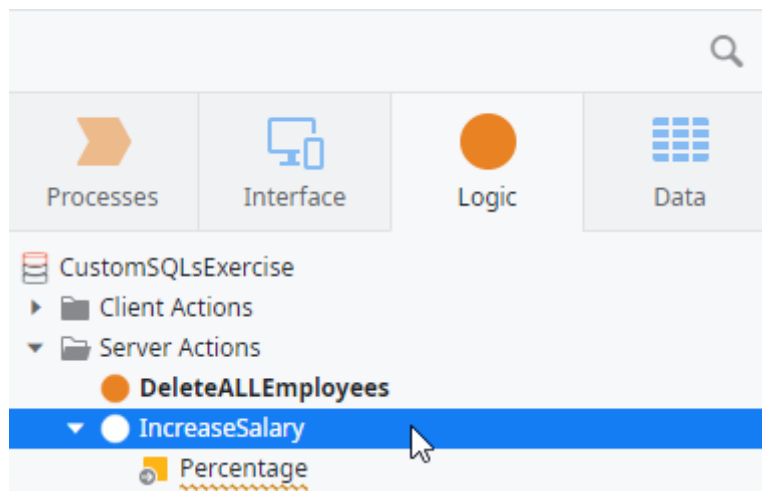 Processes Interface Logic Data
CustomSQLsExercise
Client Actions
Server Actions
DeleteALLEmployees
IncreaseSalary
Percentage